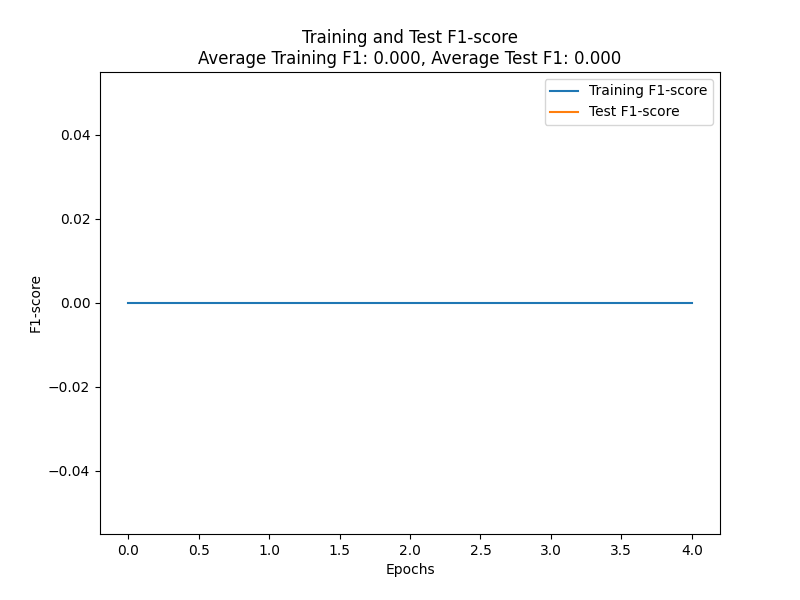 Training and Test F1-score
Average Training F1: 0.000, Average Test F1: 0.000
Training F1-score
Test F1-score
0.04
0.02
0.00
−0.02
−0.04
F1-score
0.0 0.5 1.0 1.5 2.0 2.5 3.0 3.5 4.0
Epochs